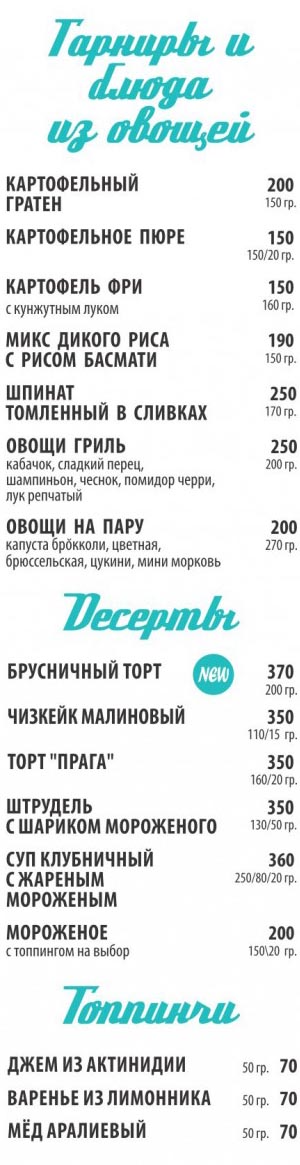 Гарниры и
блюда
из овощей
КАРТОФЕЛЬНЫЙ 200
ГРАТЕН 150 гр.
КАРТОФЕЛЬНОЕ ПЮРЕ 150
150/20 гр.
КАРТОФЕЛЬ ФРИ 150
с кунжутным луком 160 гр.
МИКС ДИКОГО РИСА 190
С РИСОМ БАСМАТИ 150 гр.
ШПИНАТ 250
ТОМЛЕННЫЙ В СЛИВКАХ 170 гр.
ОВОЩИ ГРИЛЬ 250
кабачок, сладкий перец, 200 гр.
шампиньон, чеснок, помидор черри,
лук репчатый
ОВОЩИ НА ПАРУ 200
капуста брŏкколи, цветная, 270 гр.
брюссельская, цукини, мини морковь
Десерты
БРУСНИЧНЫЙ ТОРТ NEW 370
200 гр.
ЧИЗКЕЙК МАЛИНОВЫЙ 350
110/15 гр.
ТОРТ "ПРАГА" 350
160/20 гр.
ШТРУДЕЛЬ 350
С ШАРИКОМ МОРОЖЕНОГО 130/50 гр.
СУП КЛУБНИЧНЫЙ 360
С ЖАРЕНЫМ 250/80/20 гр.
МОРОЖЕНЫМ
МОРОЖЕНОЕ 200
с топпингом на выбор 150\20 гр.
Топпинги
ДЖЕМ ИЗ АКТИНИДИИ 50 гр. 70
ВАРЕНЬЕ ИЗ ЛИМОННИКА 50 гр. 70
МЁД АРАЛИЕВЫЙ 50 гр. 70